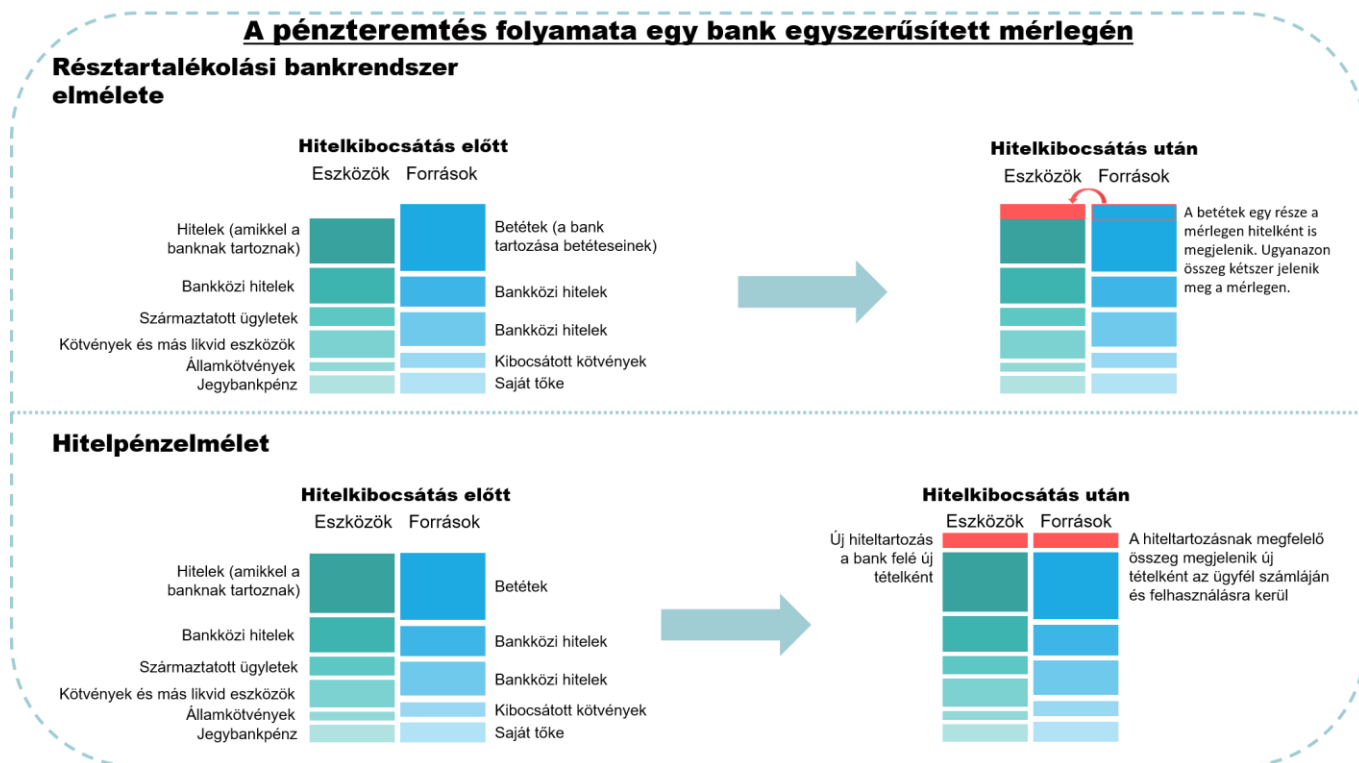 A pénzteremtés folyamata egy bank egyszerűsített mérlegén
Résztartalékolási bankrendszer
elmélete
Hitelkibocsátás előtt
Eszközök Források
Hitelek (amikkel a
banknak tartoznak)
Bankközi hitelek
Származtatott ügyletek
Kötvények és más likvid eszközök
Államkötvények
Jegybankpénz
Betétek (a bank
tartozása betéteseinek)
Bankközi hitelek
Bankközi hitelek
Kibocsátott kötvények
Saját tőke
Hitelkibocsátás után
Eszközök Források
A betétek egy része a
mérlegen hitelként is
megjelenik. Ugyanazon
összeg kétszer jelenik
meg a mérlegen.
Hitelpénzelmélet
Hitelkibocsátás előtt
Eszközök Források
Hitelek (amikkel a
banknak tartoznak)
Bankközi hitelek
Származtatott ügyletek
Kötvények és más likvid eszközök
Államkötvények
Jegybankpénz
Betétek
Bankközi hitelek
Bankközi hitelek
Kibocsátott kötvények
Saját tőke
Hitelkibocsátás után
Eszközök Források
Új hiteltartozás
a bank felé új
tételként
A hiteltartozásnak megfelelő
összeg megjelenik új
tételként az ügyfél számláján
és felhasználásra kerül